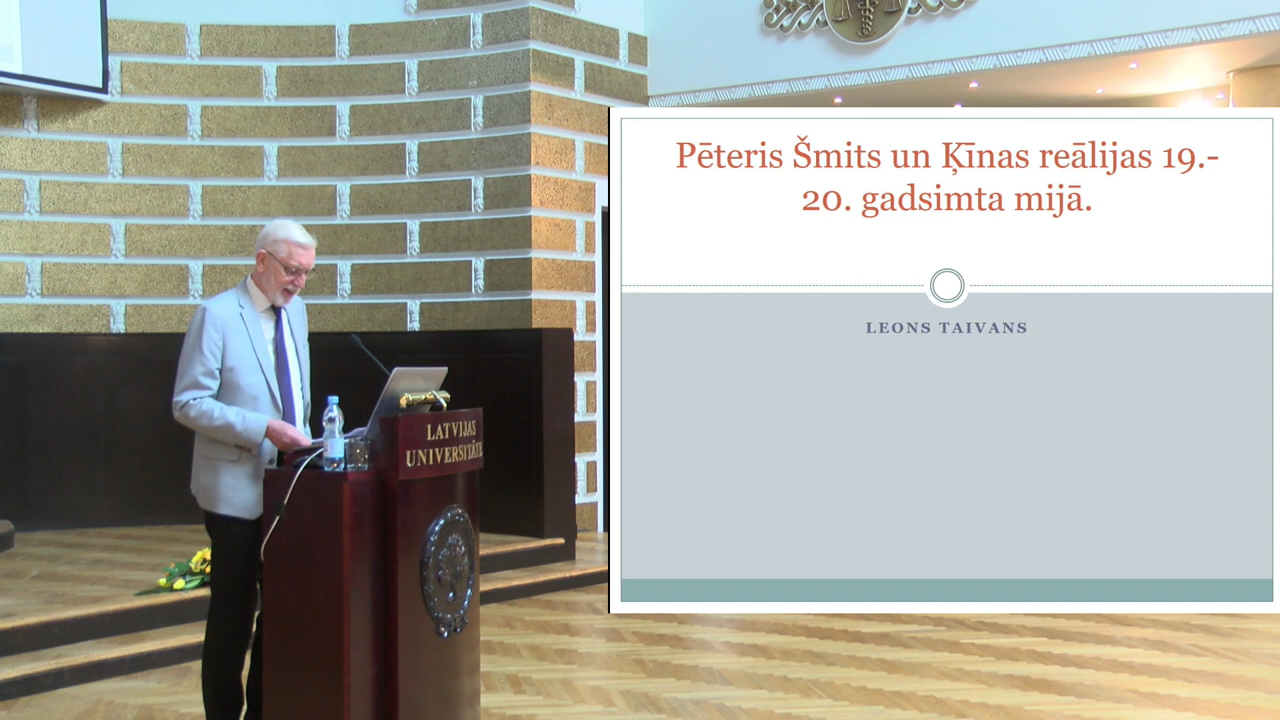 Pēteris Šmits un Ķīnas reālijas 19.-
20. gadsimta mijā.
LEONS TAIVANS
LATVIJAS
UNIVERSITĀTE